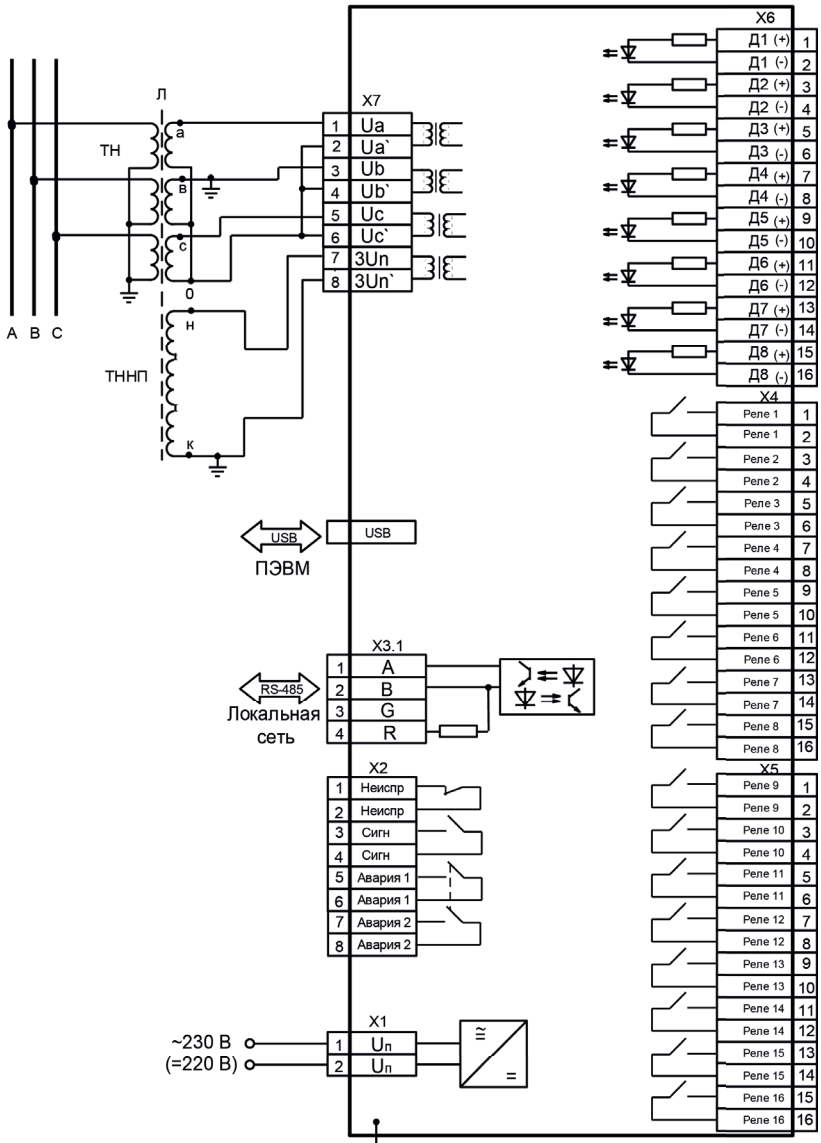 Л
ТН
а
в
с
0
А В С
ТННП
н
к
X7
1 Ua
2 Ua`
3 Ub
4 Ub`
5 Uc
6 Uc`
7 3Un
8 3Un`
USB
USB
ПЭВМ
X3.1
1 A
2 B
3 G
4 R
RS-485
Локальная
сеть
X2
1 Неиспр
2 Неиспр
3 Сигн
4 Сигн
5 Авария 1
6 Авария 1
7 Авария 2
8 Авария 2
X1
~230 В
(=220 В)
1 Uп
2 Uп
≂
=
X6
Д1 (+) 1
Д1 (-) 2
Д2 (+) 3
Д2 (-) 4
Д3 (+) 5
Д3 (-) 6
Д4 (+) 7
Д4 (-) 8
Д5 (+) 9
Д5 (-) 10
Д6 (+) 11
Д6 (-) 12
Д7 (+) 13
Д7 (-) 14
Д8 (+) 15
Д8 (-) 16
X4
Реле 1 1
Реле 1 2
Реле 2 3
Реле 2 4
Реле 3 5
Реле 3 6
Реле 4 7
Реле 4 8
Реле 5 9
Реле 5 10
Реле 6 11
Реле 6 12
Реле 7 13
Реле 7 14
Реле 8 15
Реле 8 16
X5
Реле 9 1
Реле 9 2
Реле 10 3
Реле 10 4
Реле 11 5
Реле 11 6
Реле 12 7
Реле 12 8
Реле 13 9
Реле 13 10
Реле 14 11
Реле 14 12
Реле 15 13
Реле 15 14
Реле 16 15
Реле 16 16